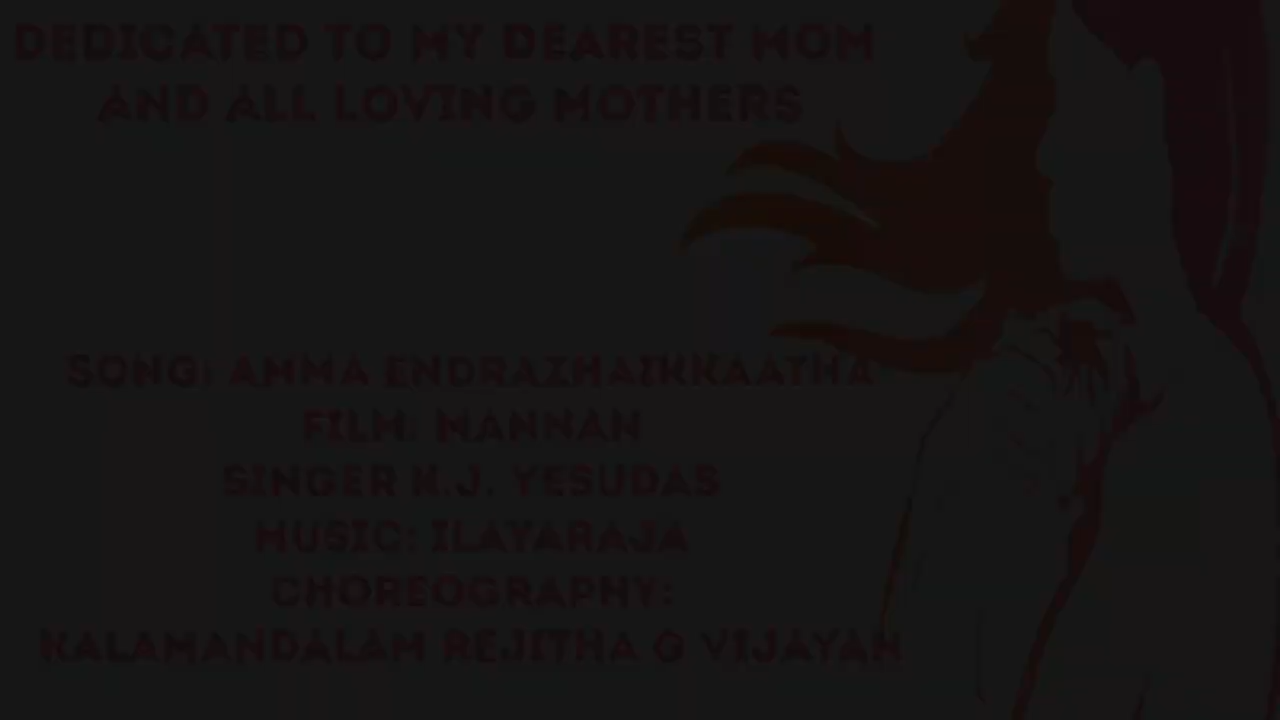 DEDICATED TO MY DEAREST MOM
AND ALL LOVING MOTHERS
SONG: AMMA ENDRAZHAIKKAATHA
FILM: MANNAN
SINGER K.J. YESUDAS
MUSIC: ILAYARAJA
CHOREOGRAPHY:
KALAMANDALAM REJITHA O VIJAYAN